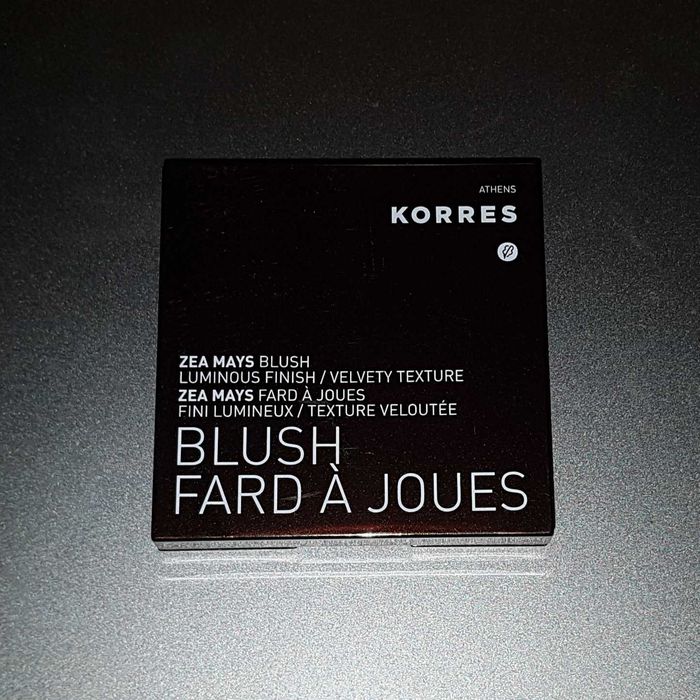 ATHENS
KORRES
ZEA MAYS BLUSH
LUMINOUS FINISH / VELVETY TEXTURE
ZEA MAYS FARD À JOUES
FINI LUMINEUX / TEXTURE VELOUTÉE
BLUSH
FARD À JOUES